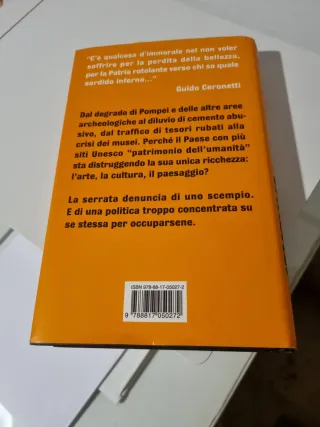 "C'è qualcosa d'immorale nel non voler
soffrire per la perdita della bellezza,
per la Patria rotolante verso chi sa quale
sordido inferno..."
Guido Ceronetti
Dal degrado di Pompei e delle altre aree
archeologiche al diluvio di cemento abu-
sivo, dal traffico di tesori rubati alla
crisi dei musei. Perché il Paese con più
siti Unesco "patrimonio dell'umanità"
sta distruggendo la sua unica ricchezza:
l'arte, la cultura, il paesaggio?
La serrata denuncia di uno scempio.
E di una politica troppo concentrata su
se stessa per occuparsene.
ISBN 978-88-17-05027-2
9 788817 050272